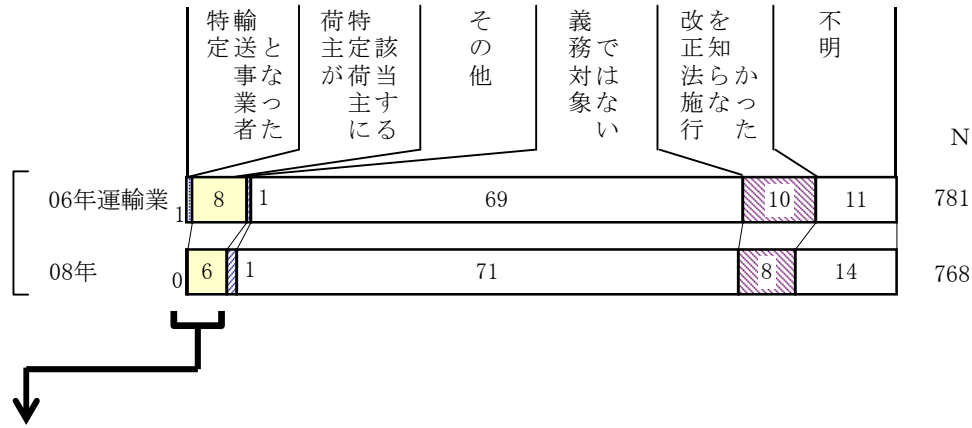 特定輸送事業者となった
荷主が特定荷主に該当する
その他
義務対象ではない
改正法施行を知らなかった
不明
N
06年運輸業 1 8 1 69 10 11 781
08年 0 6 1 71 8 14 768